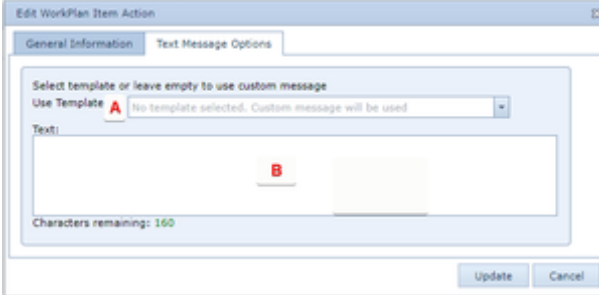 Edit WorkPlan Item Action
General Information Text Message Options
Select template or leave empty to use custom message
Use Template A No template selected. Custom message will be used
Text:
B
Characters remaining: 160
Update Cancel